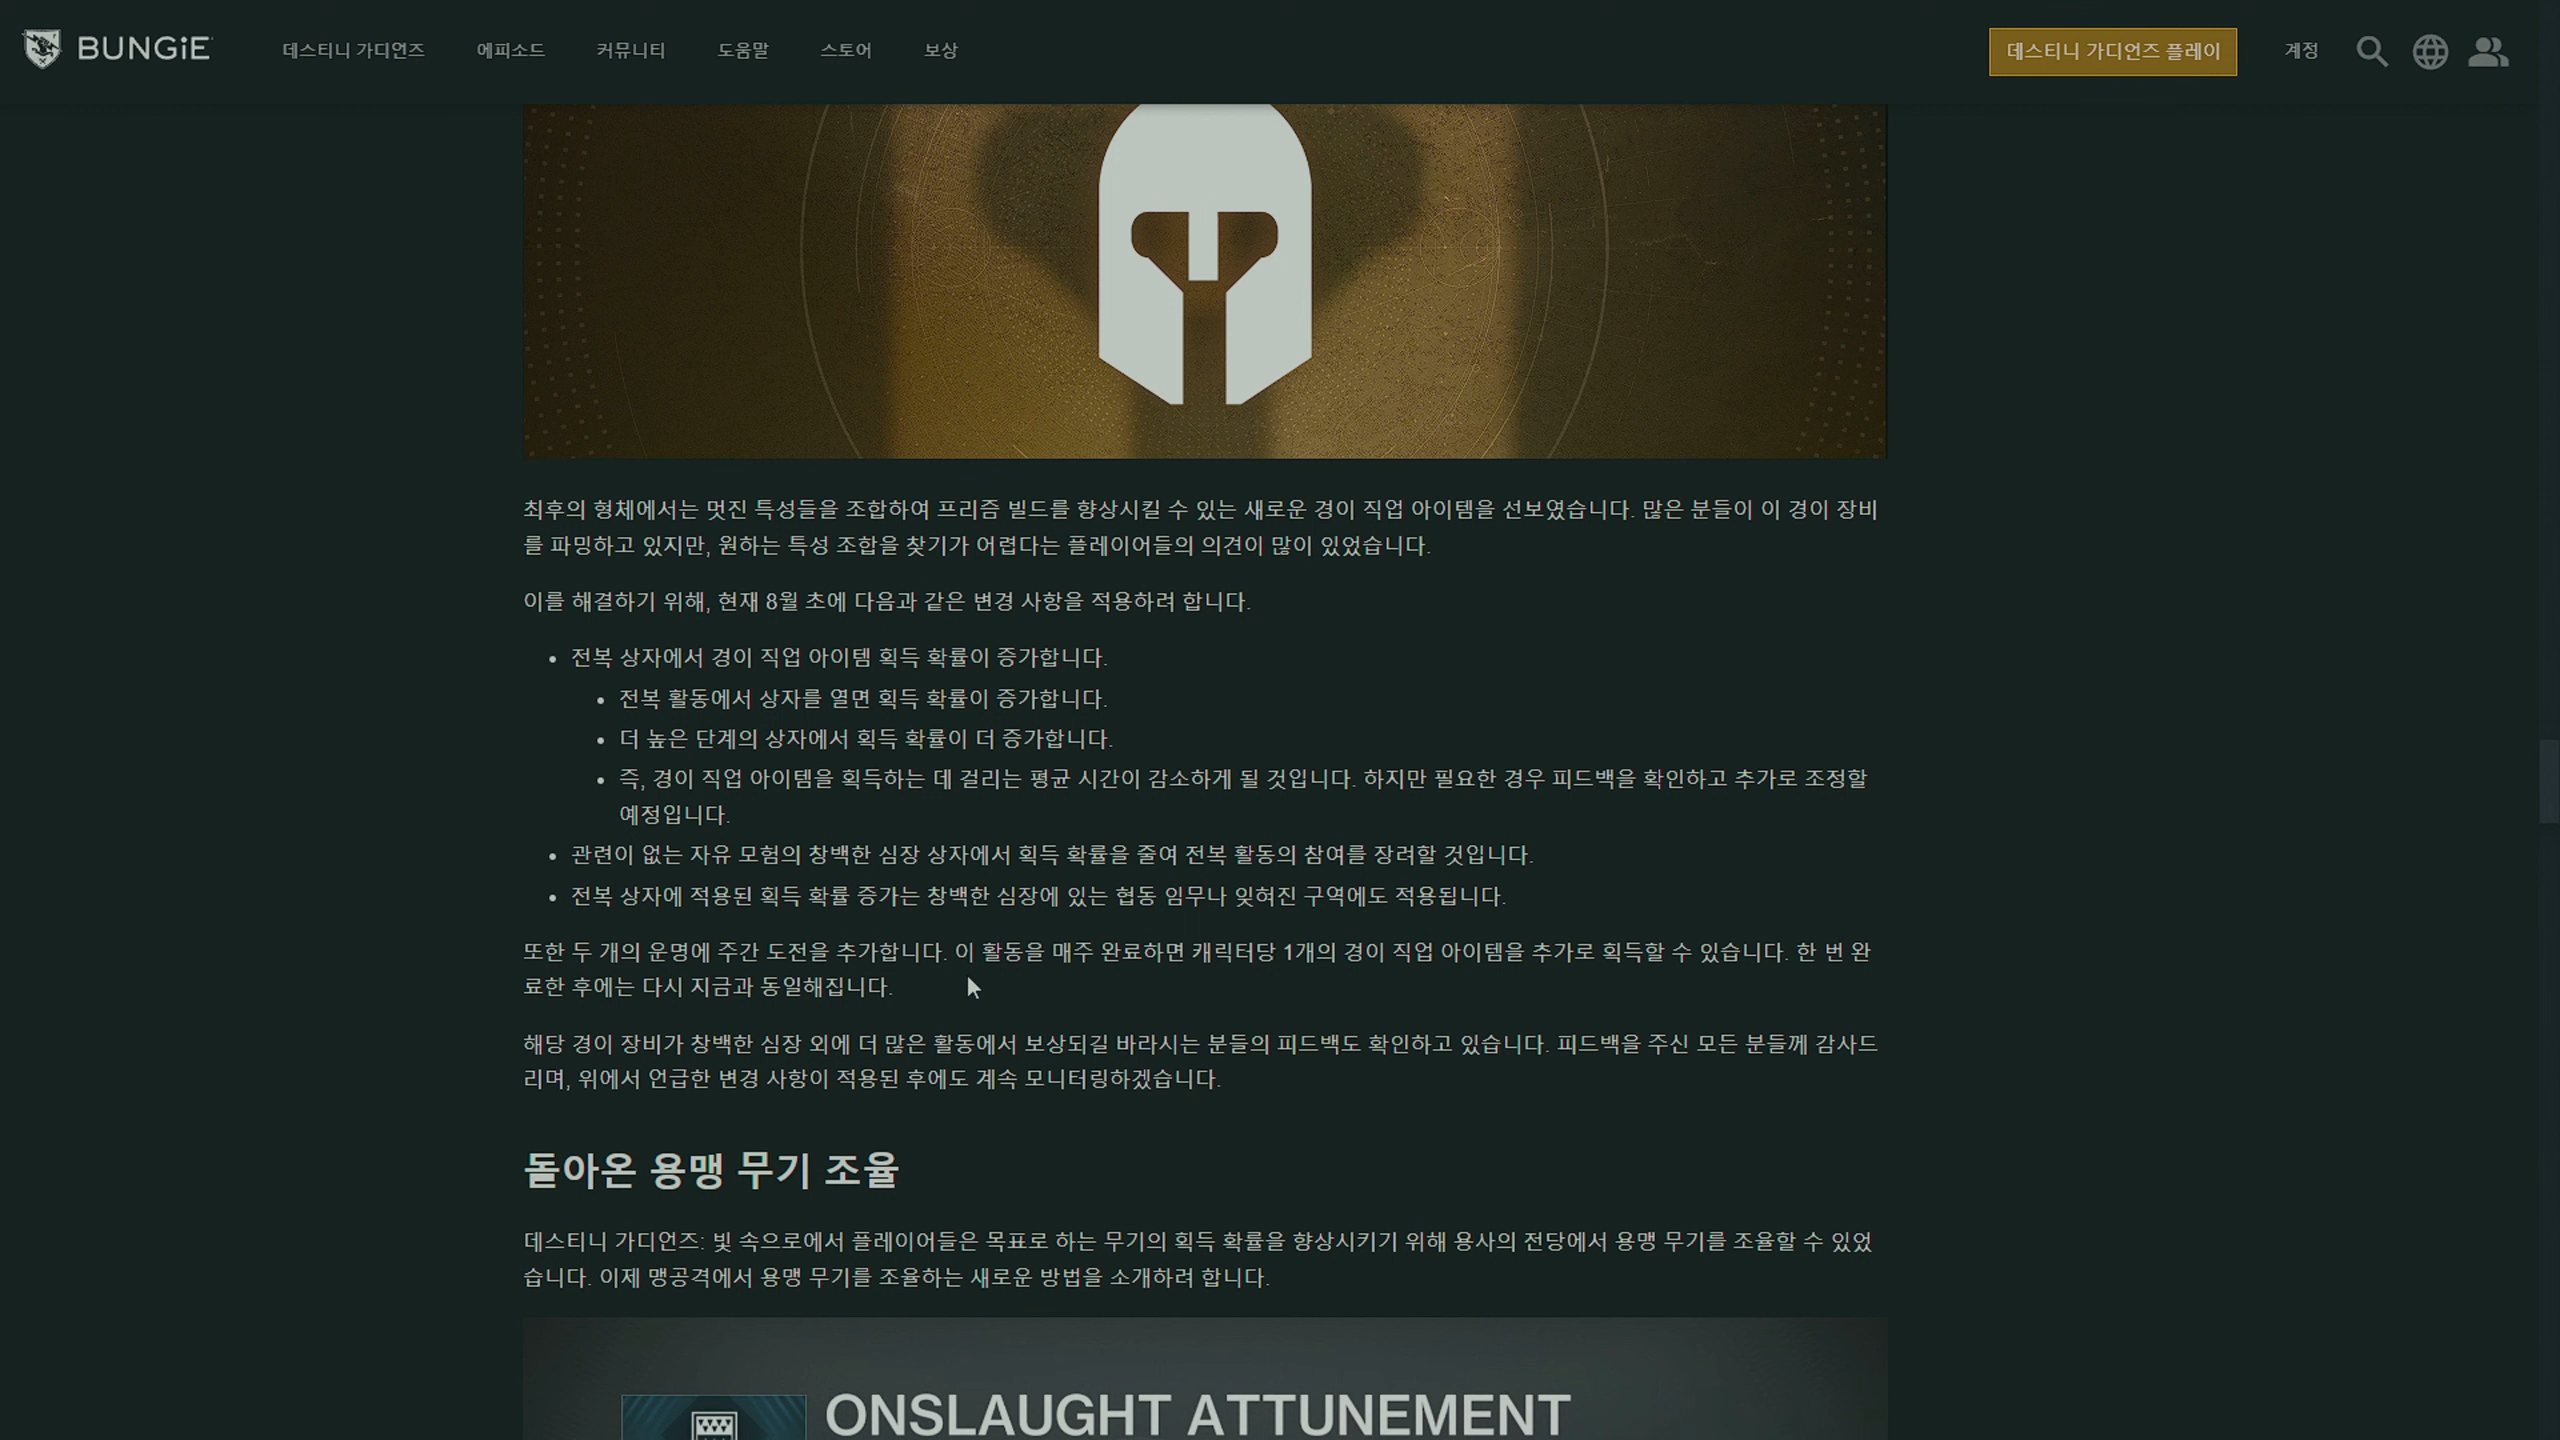 BUNGiE
데스티니 가디언즈
에피소드
커뮤니티
도움말
스토어
보상
데스티니 가디언즈 플레이
계정
최후의 형체에서는 멋진 특성들을 조합하여 프리즘 빌드를 향상시킬 수 있는 새로운 경이 직업 아이템을 선보였습니다. 많은 분들이 이 경이 장비
를 파밍하고 있지만, 원하는 특성 조합을 찾기가 어렵다는 플레이어들의 의견이 많이 있었습니다.
이를 해결하기 위해, 현재 8월 초에 다음과 같은 변경 사항을 적용하려 합니다.
• 전복 상자에서 경이 직업 아이템 획득 확률이 증가합니다.
• 전복 활동에서 상자를 열면 획득 확률이 증가합니다.
• 더 높은 단계의 상자에서 획득 확률이 더 증가합니다.
• 즉, 경이 직업 아이템을 획득하는 데 걸리는 평균 시간이 감소하게 될 것입니다. 하지만 필요한 경우 피드백을 확인하고 추가로 조정할
예정입니다.
• 관련이 없는 자유 모험의 창백한 심장 상자에서 획득 확률을 줄여 전복 활동의 참여를 장려할 것입니다.
• 전복 상자에 적용된 획득 확률 증가는 창백한 심장에 있는 협동 임무나 잊혀진 구역에도 적용됩니다.
또한 두 개의 운명에 주간 도전을 추가합니다. 이 활동을 매주 완료하면 캐릭터당 1개의 경이 직업 아이템을 추가로 획득할 수 있습니다. 한 번 완
료한 후에는 다시 지금과 동일해집니다.
해당 경이 장비가 창백한 심장 외에 더 많은 활동에서 보상되길 바라시는 분들의 피드백도 확인하고 있습니다. 피드백을 주신 모든 분들께 감사드
리며, 위에서 언급한 변경 사항이 적용된 후에도 계속 모니터링하겠습니다.
돌아온 용맹 무기 조율
데스티니 가디언즈: 빛 속으로에서 플레이어들은 목표로 하는 무기의 획득 확률을 향상시키기 위해 용사의 전당에서 용맹 무기를 조율할 수 있었
습니다. 이제 맹공격에서 용맹 무기를 조율하는 새로운 방법을 소개하려 합니다.
ONSLAUGHT ATTUNEMENT